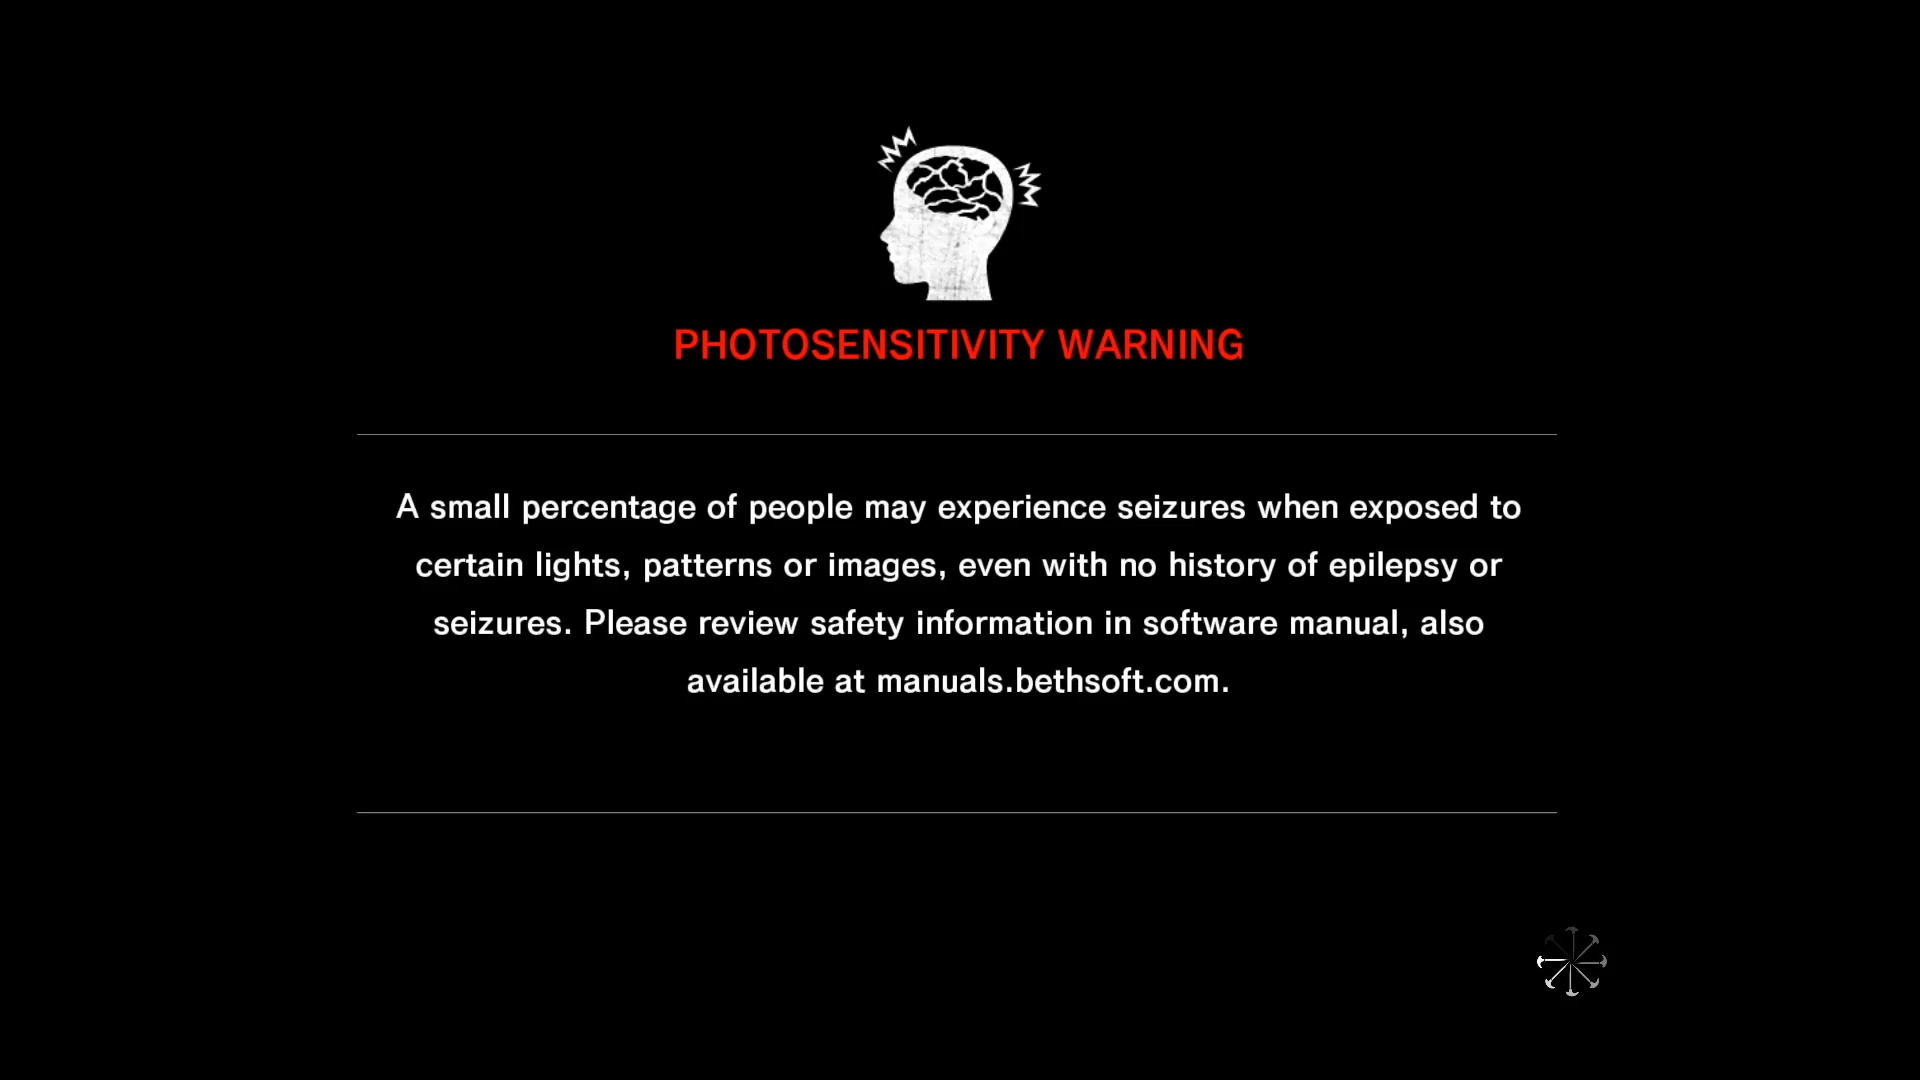 PHOTOSENSITIVITY WARNING
A small percentage of people may experience seizures when exposed to
certain lights, patterns or images, even with no history of epilepsy or
seizures. Please review safety information in software manual, also
available at manuals.bethsoft.com.